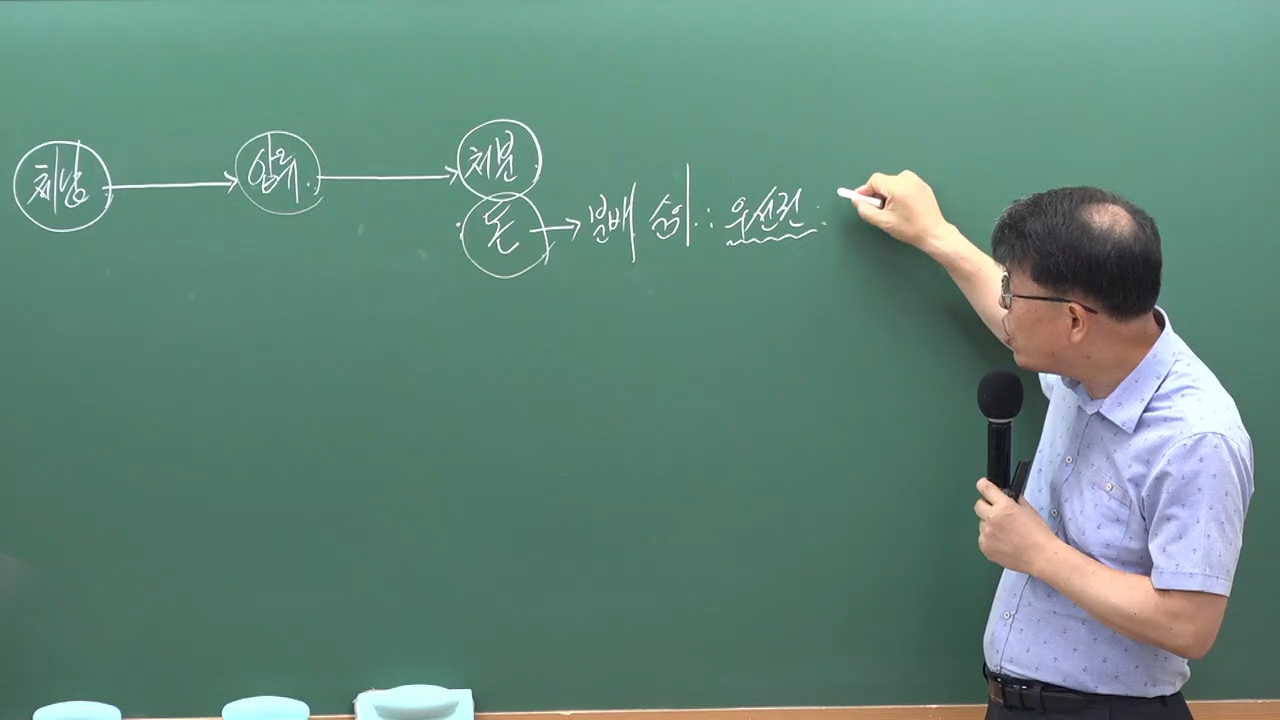 체납 → 압류 → 처분
돈 → 분배 순위 : 우선권 :